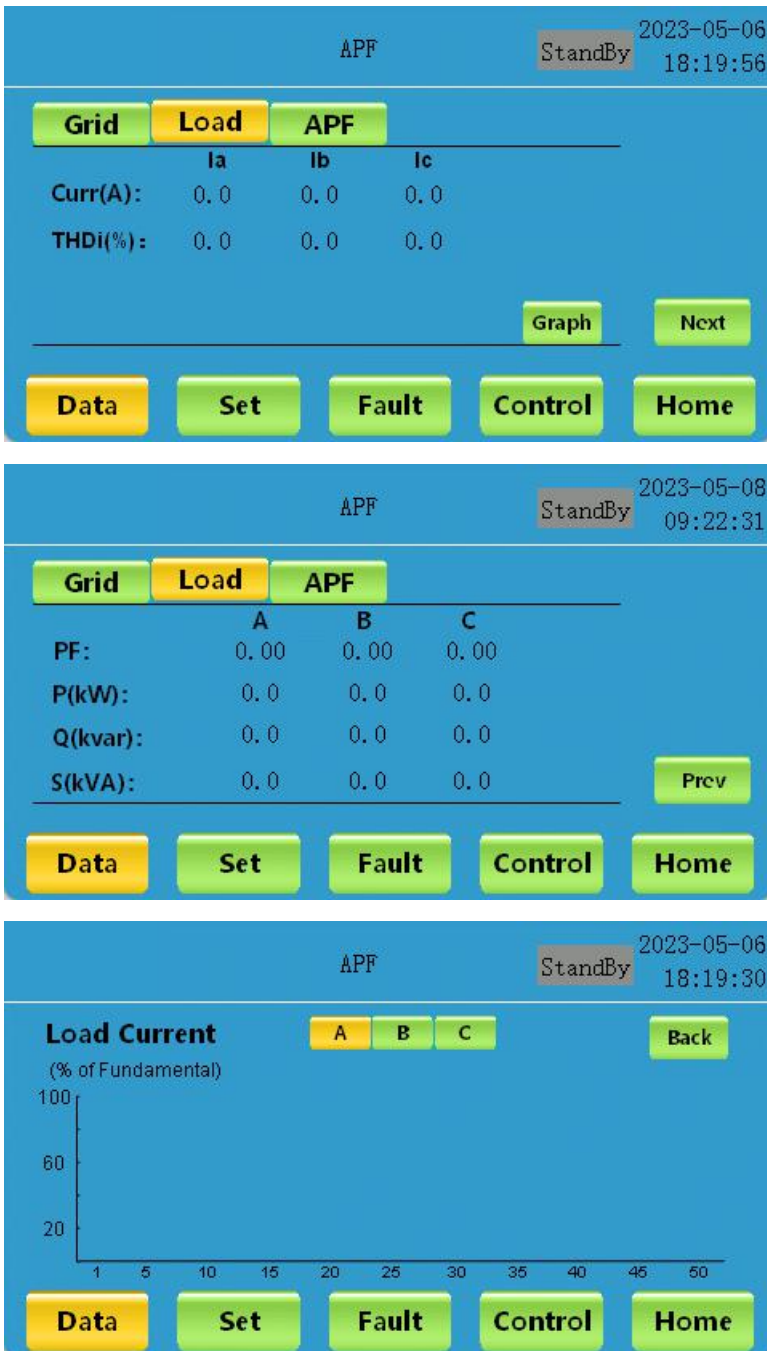 APF StandBy 2023-05-06
18:19:56
Grid Load APF
Ia Ib Ic
Curr(A): 0.0 0.0 0.0
THDi(%): 0.0 0.0 0.0
Graph Next
Data Set Fault Control Home
APF StandBy 2023-05-08
09:22:31
Grid Load APF
A B C
PF: 0.00 0.00 0.00
P(kW): 0.0 0.0 0.0
Q(kvar): 0.0 0.0 0.0
S(kVA): 0.0 0.0 0.0
Prev
Data Set Fault Control Home
APF StandBy 2023-05-06
18:19:30
Load Current A B C Back
(% of Fundamental)
100
60
20
1 5 10 15 20 25 30 35 40 45 50
Data Set Fault Control Home